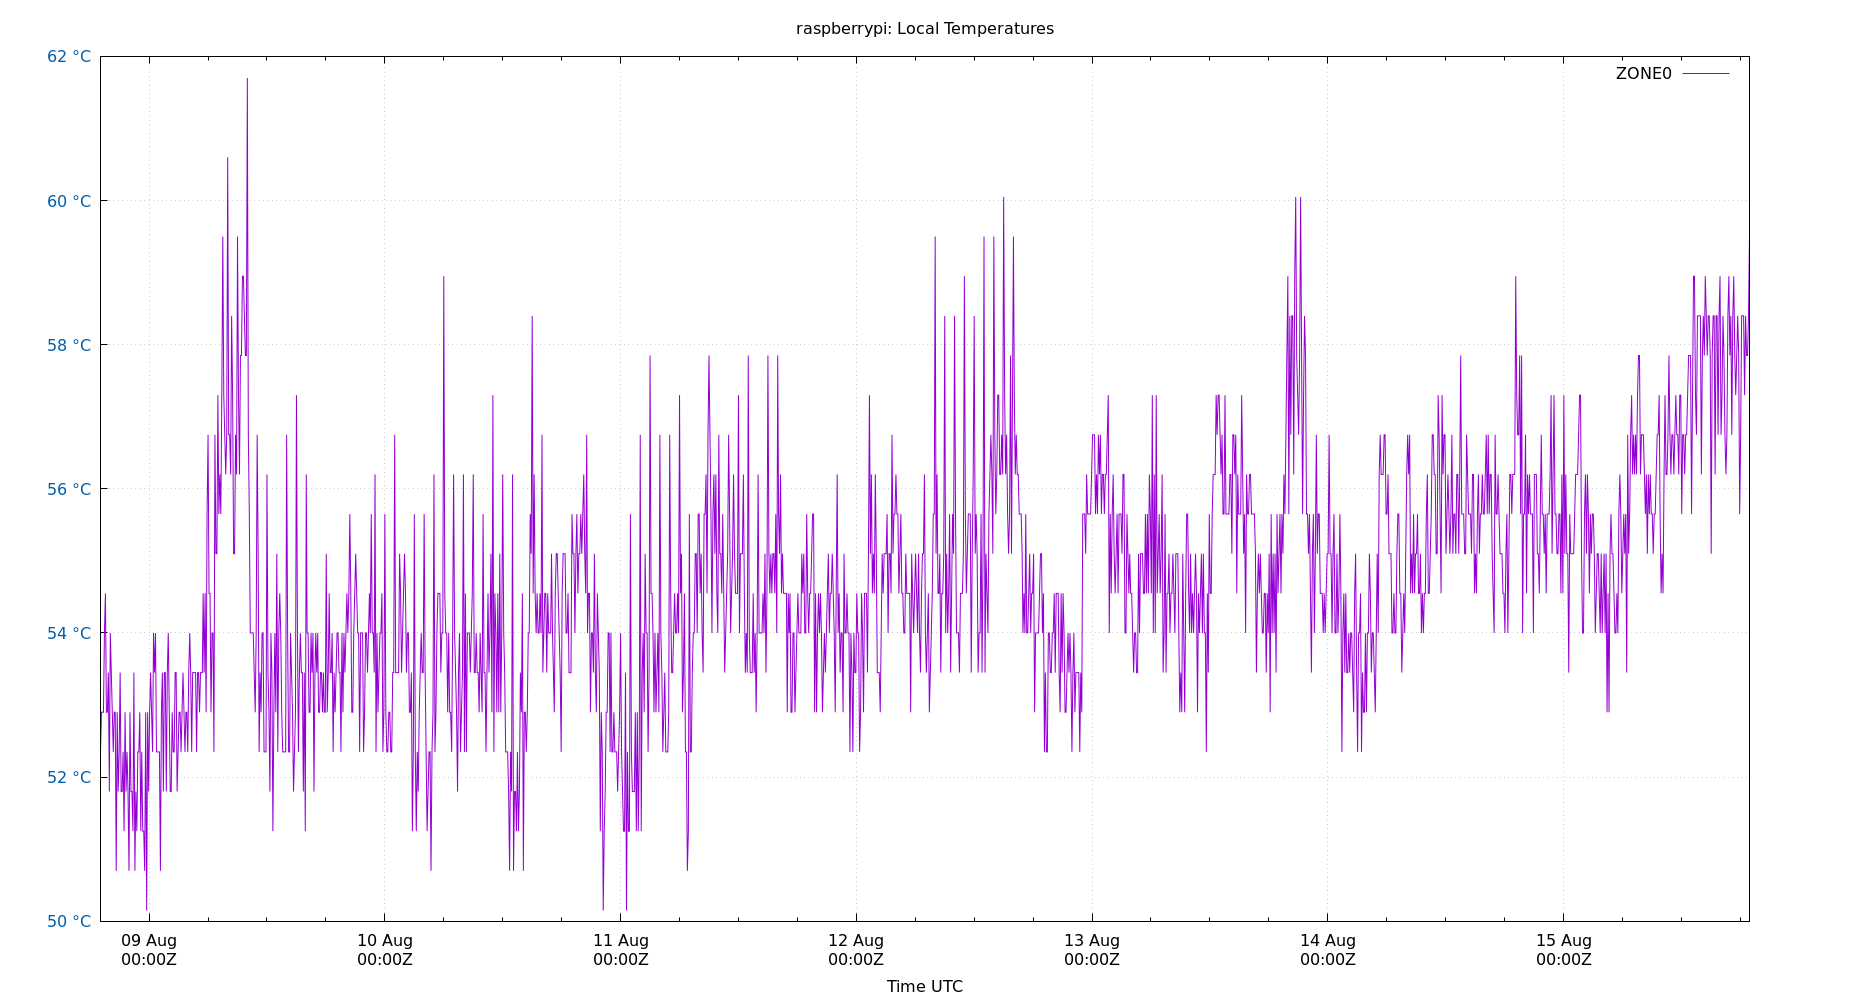 raspberrypi: Local Temperatures
62 °C
ZONE0
60 °C
58 °C
56 °C
54 °C
52 °C
50 °C
09 Aug 10 Aug 11 Aug 12 Aug 13 Aug 14 Aug 15 Aug
00:00Z 00:00Z 00:00Z 00:00Z 00:00Z 00:00Z 00:00Z
Time UTC